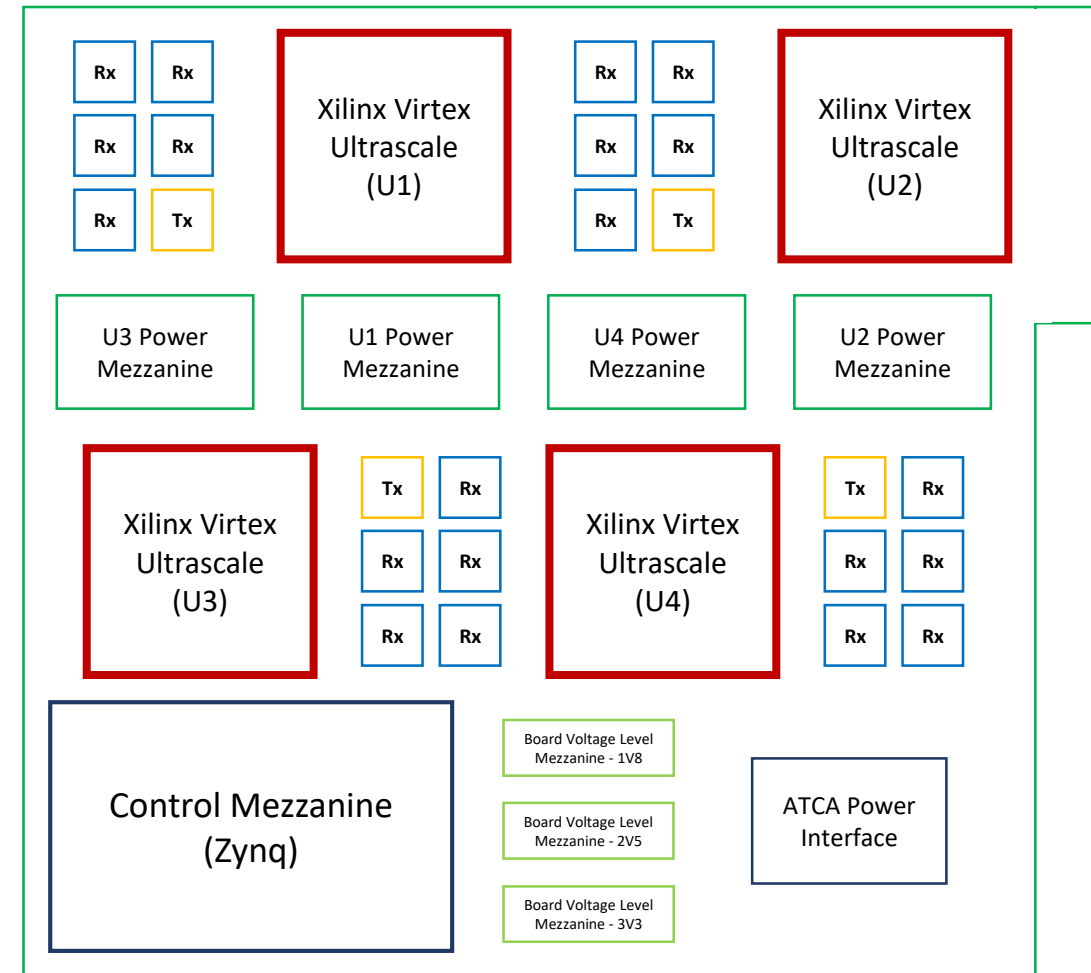 Rx
Rx
Rx
Rx
Rx
Tx
Xilinx Virtex
Ultrascale
(U1)
Rx
Rx
Rx
Rx
Rx
Tx
Xilinx Virtex
Ultrascale
(U2)
U3 Power
Mezzanine
U1 Power
Mezzanine
U4 Power
Mezzanine
U2 Power
Mezzanine
Xilinx Virtex
Ultrascale
(U3)
Tx
Rx
Rx
Rx
Rx
Rx
Xilinx Virtex
Ultrascale
(U4)
Tx
Rx
Rx
Rx
Rx
Rx
Control Mezzanine
(Zynq)
Board Voltage Level
Mezzanine - 1V8
Board Voltage Level
Mezzanine - 2V5
Board Voltage Level
Mezzanine - 3V3
ATCA Power
Interface